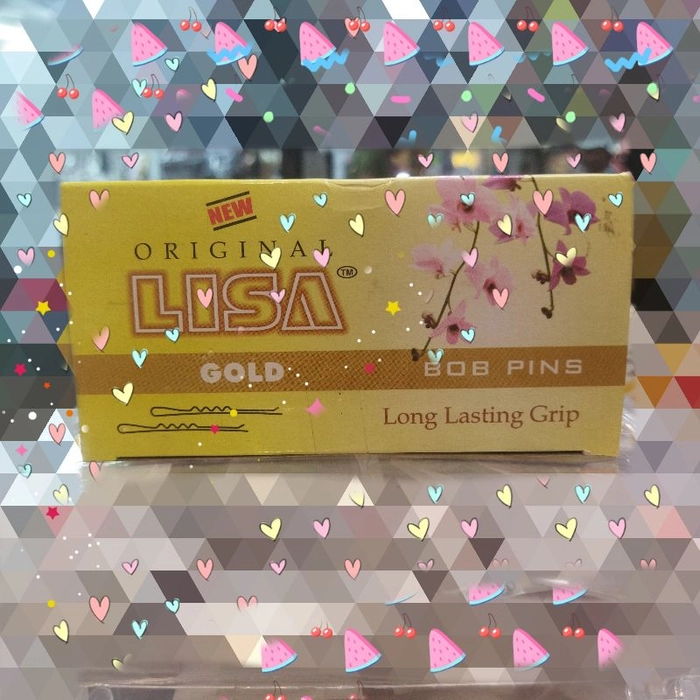 NEW
ORIGINAL
LISA™
GOLD
BOB PINS
Long Lasting Grip